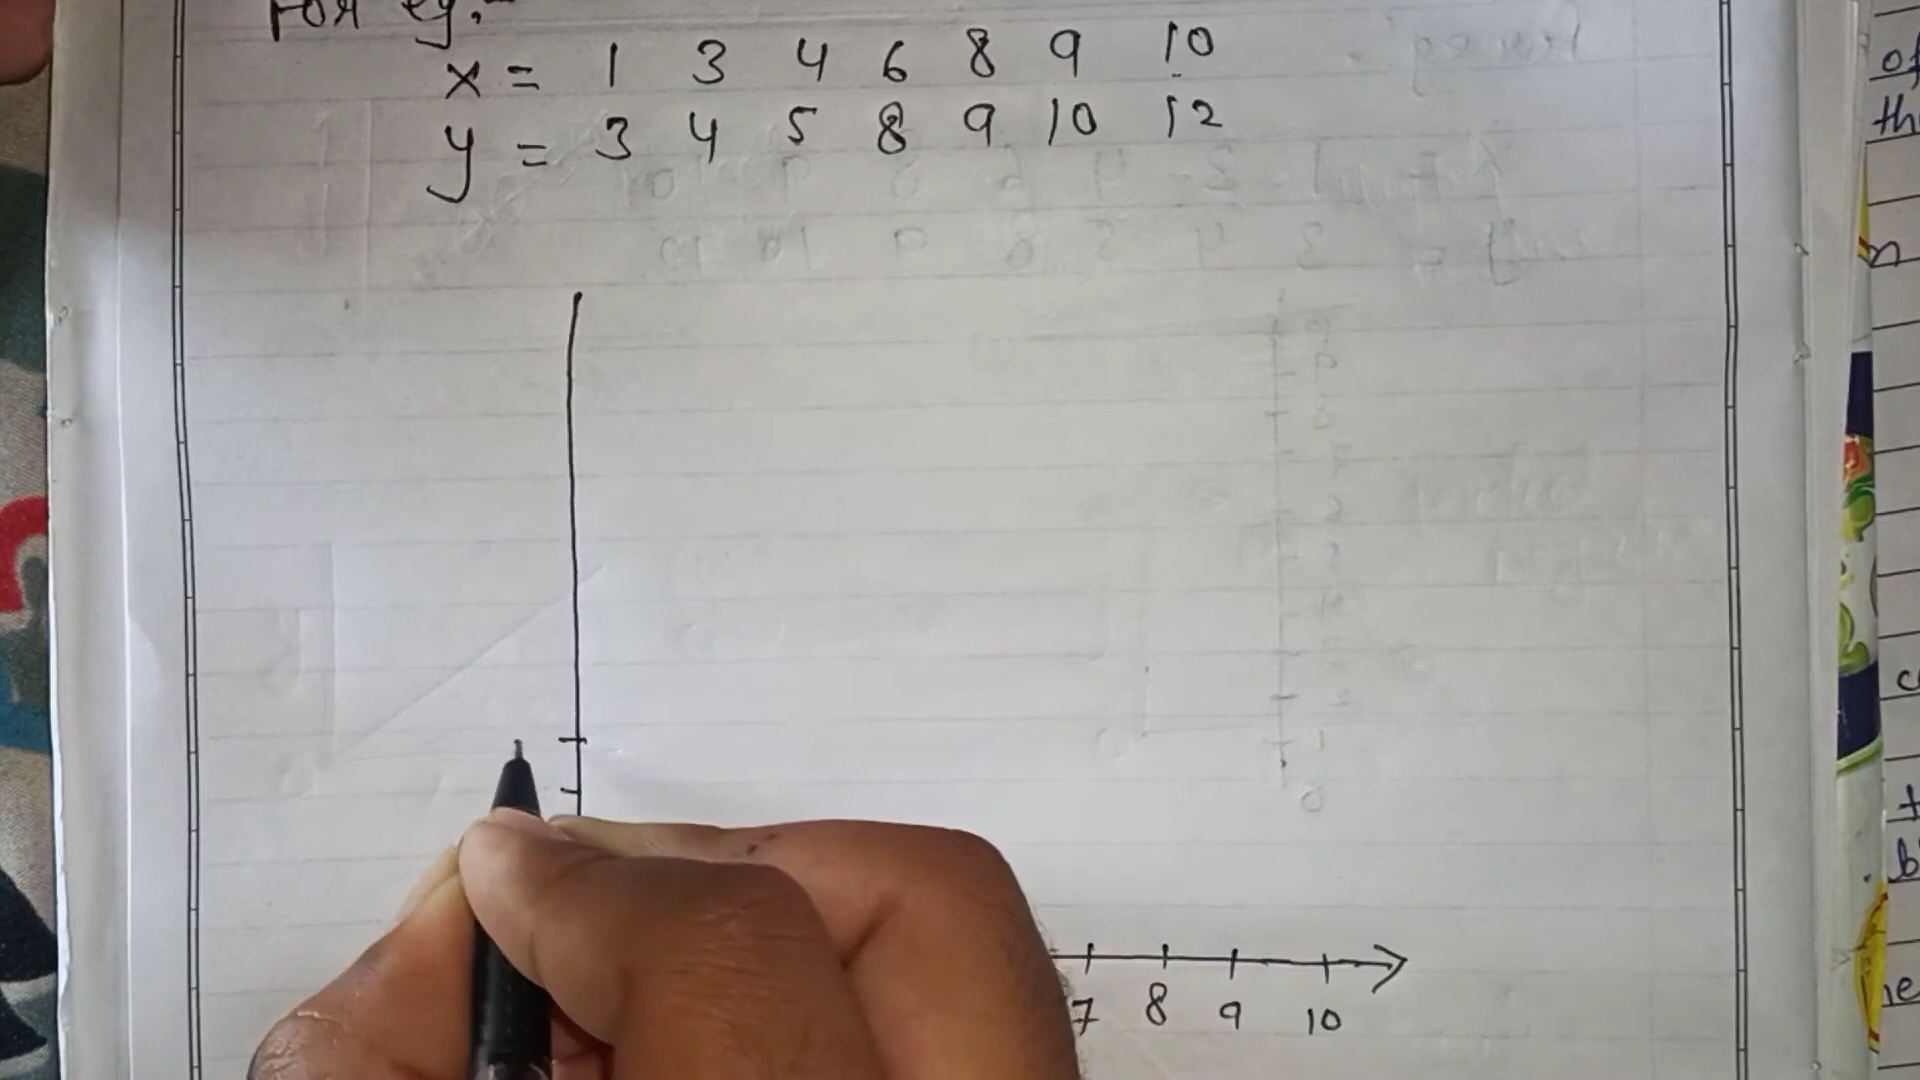 For eg:-
x = 1 3 4 6 8 9 10
y = 3 4 5 8 9 10 12
7 8 9 10
of